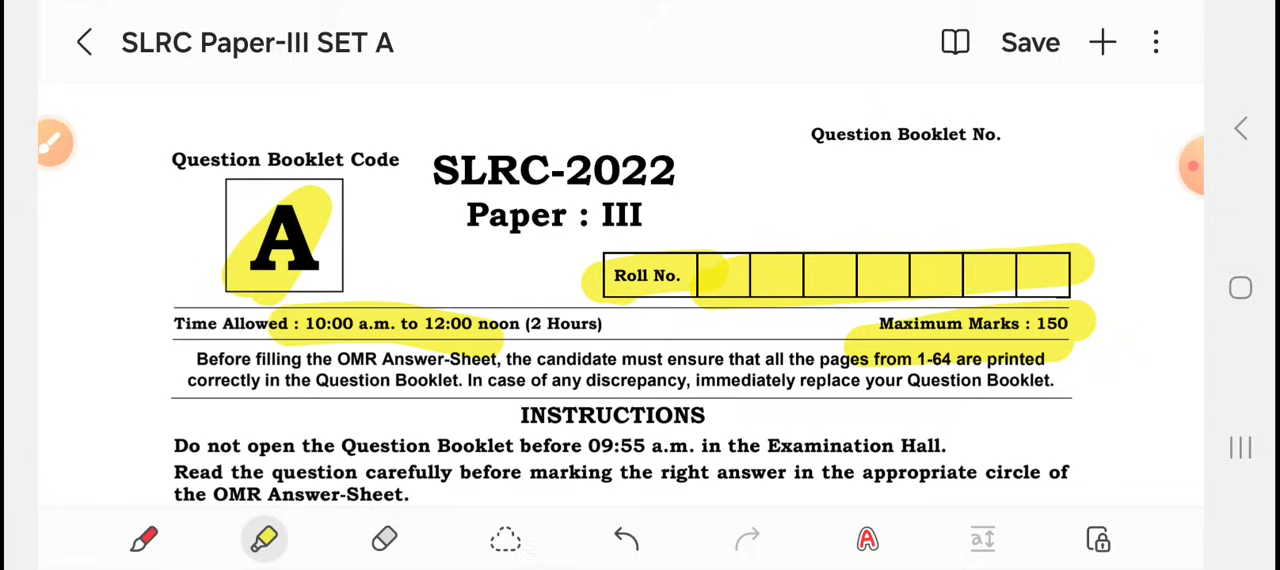 SLRC Paper-III SET A
Save
Question Booklet No.
Question Booklet Code
SLRC-2022
A
Paper : III
Roll No.
Time Allowed : 10:00 a.m. to 12:00 noon (2 Hours)
Maximum Marks : 150
Before filling the OMR Answer-Sheet, the candidate must ensure that all the pages from 1-64 are printed
correctly in the Question Booklet. In case of any discrepancy, immediately replace your Question Booklet.
INSTRUCTIONS
Do not open the Question Booklet before 09:55 a.m. in the Examination Hall.
Read the question carefully before marking the right answer in the appropriate circle of
the OMR Answer-Sheet.
A
a